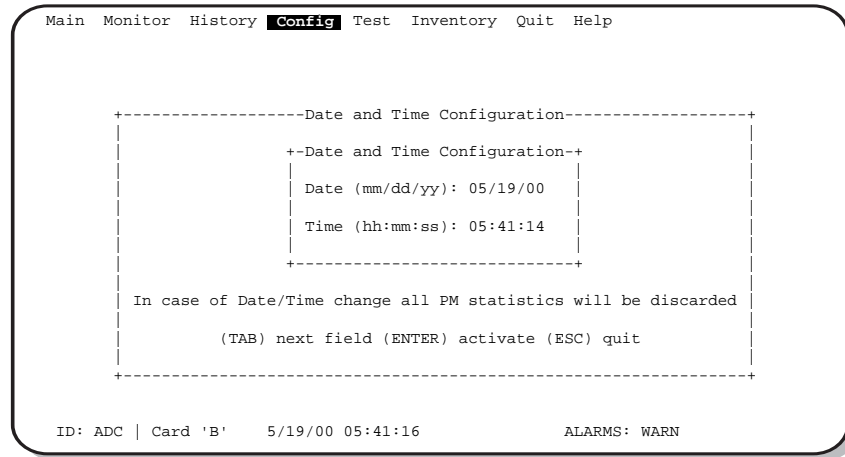 Main Monitor History Config Test Inventory Quit Help
Date and Time Configuration
Date and Time Configuration
Date (mm/dd/yy): 05/19/00
Time (hh:mm:ss): 05:41:14
In case of Date/Time change all PM statistics will be discarded
(TAB) next field (ENTER) activate (ESC) quit
ID: ADC | Card 'B' 5/19/00 05:41:16 ALARMS: WARN